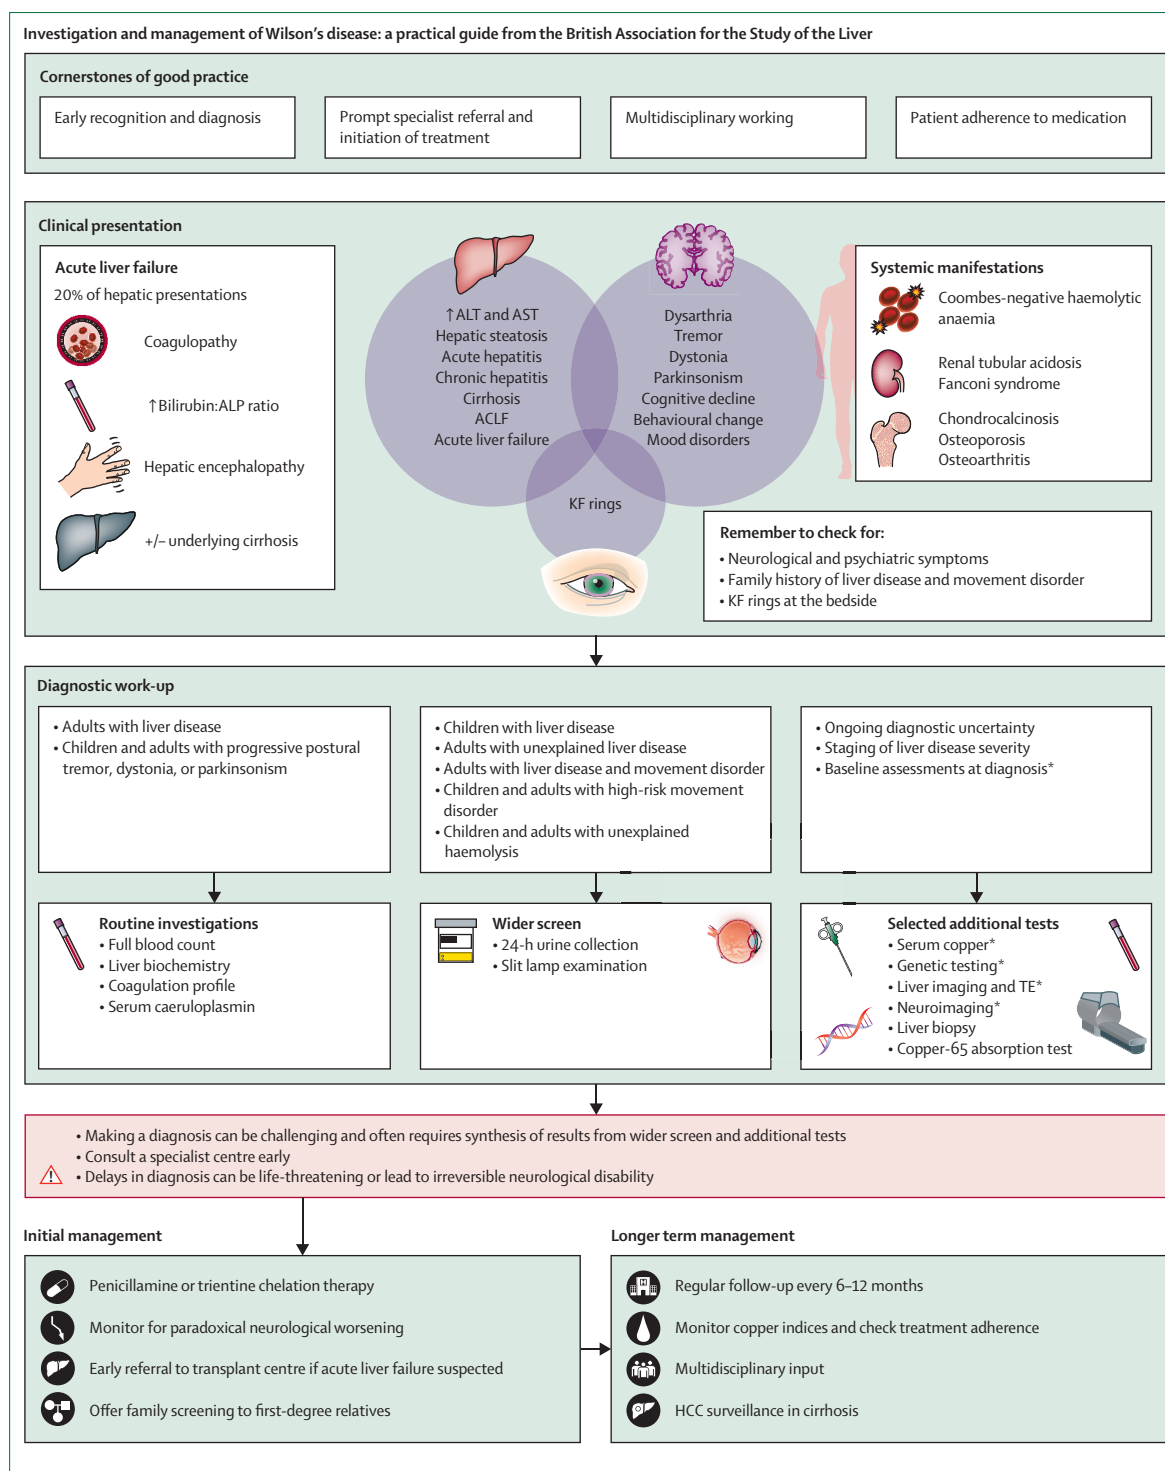 Investigation and management of Wilson's disease: a practical guide from the British Association for the Study of the Liver
Cornerstones of good practice
Early recognition and diagnosis
Prompt specialist referral and
initiation of treatment
Multidisciplinary working
Patient adherence to medication
Clinical presentation
Acute liver failure
20% of hepatic presentations
Coagulopathy
↑Bilirubin:ALP ratio
Hepatic encephalopathy
+/– underlying cirrhosis
↑ALT and AST
Hepatic steatosis
Acute hepatitis
Chronic hepatitis
Cirrhosis
ACLF
Acute liver failure
Dysarthria
Tremor
Dystonia
Parkinsonism
Cognitive decline
Behavioural change
Mood disorders
KF rings
Systemic manifestations
Coombes-negative haemolytic
anaemia
Renal tubular acidosis
Fanconi syndrome
Chondrocalcinosis
Osteoporosis
Osteoarthritis
Remember to check for:
• Neurological and psychiatric symptoms
• Family history of liver disease and movement disorder
• KF rings at the bedside
Diagnostic work-up
• Adults with liver disease
• Children and adults with progressive postural
tremor, dystonia, or parkinsonism
• Children with liver disease
• Adults with unexplained liver disease
• Adults with liver disease and movement disorder
• Children and adults with high-risk movement
disorder
• Children and adults with unexplained
haemolysis
• Ongoing diagnostic uncertainty
• Staging of liver disease severity
• Baseline assessments at diagnosis*
Routine investigations
• Full blood count
• Liver biochemistry
• Coagulation profile
• Serum caeruloplasmin
Wider screen
• 24-h urine collection
• Slit lamp examination
Selected additional tests
• Serum copper*
• Genetic testing*
• Liver imaging and TE*
• Neuroimaging*
• Liver biopsy
• Copper-65 absorption test
• Making a diagnosis can be challenging and often requires synthesis of results from wider screen and additional tests
• Consult a specialist centre early
• Delays in diagnosis can be life-threatening or lead to irreversible neurological disability
Initial management
Penicillamine or trientine chelation therapy
Monitor for paradoxical neurological worsening
Early referral to transplant centre if acute liver failure suspected
Offer family screening to first-degree relatives
Longer term management
H
Regular follow-up every 6–12 months
Monitor copper indices and check treatment adherence
Multidisciplinary input
HCC surveillance in cirrhosis